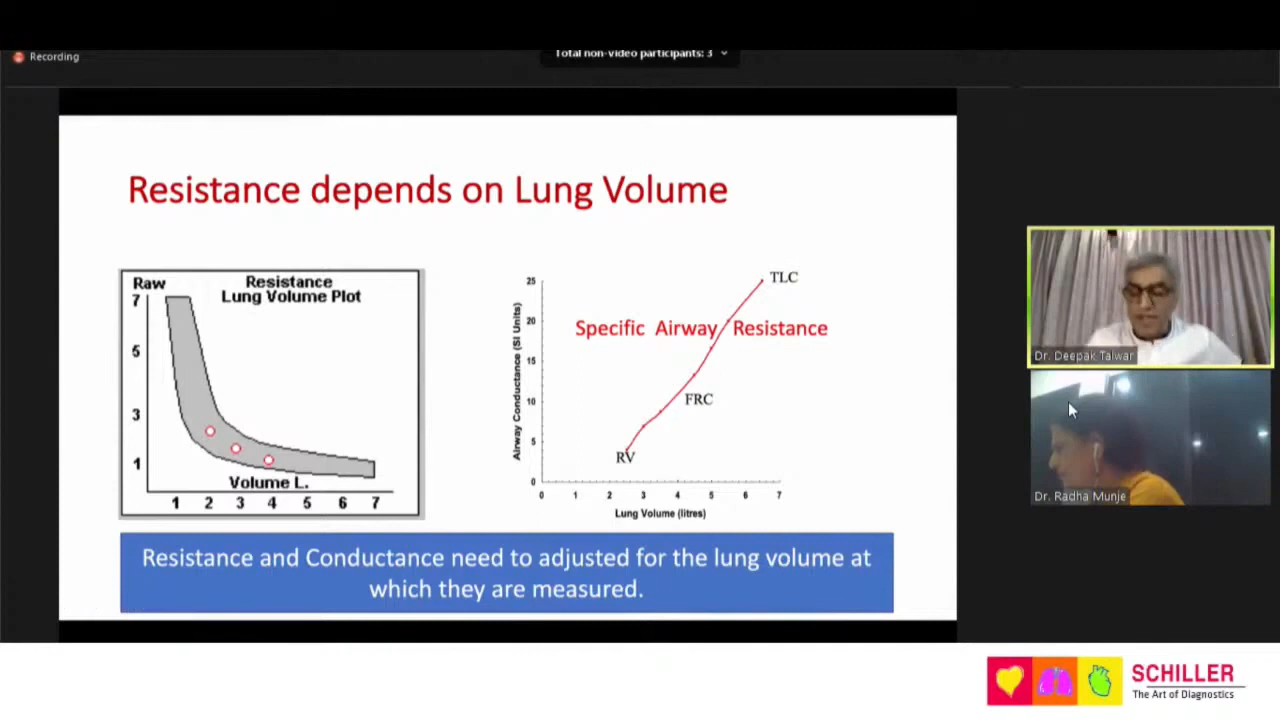 Recording
Total non-video participants: 3
Resistance depends on Lung Volume
Raw
Resistance
Lung Volume Plot
7
5
3
1
Volume L.
1 2 3 4 5 6 7
Airway Conductance (SI Units)
25
20
15
10
5
0
TLC
Specific Airway Resistance
FRC
RV
0 1 2 3 4 5 6 7
Lung Volume (litres)
Resistance and Conductance need to adjusted for the lung volume at
which they are measured.
Dr. Deepak Talwar
Dr. Radha Munje
SCHILLER
The Art of Diagnostics